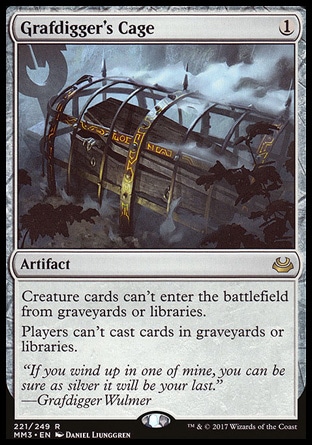 Grafdigger's Cage 1
Artifact
Creature cards can't enter the battlefield
from graveyards or libraries.
Players can't cast cards in graveyards or
libraries.
"If you wind up in one of mine, you can
be sure as silver it will be your last."
—Grafdigger Wulmer
221/249 R
MM3 • EN Daniel Ljunggren
™ & © 2017 Wizards of the Coast